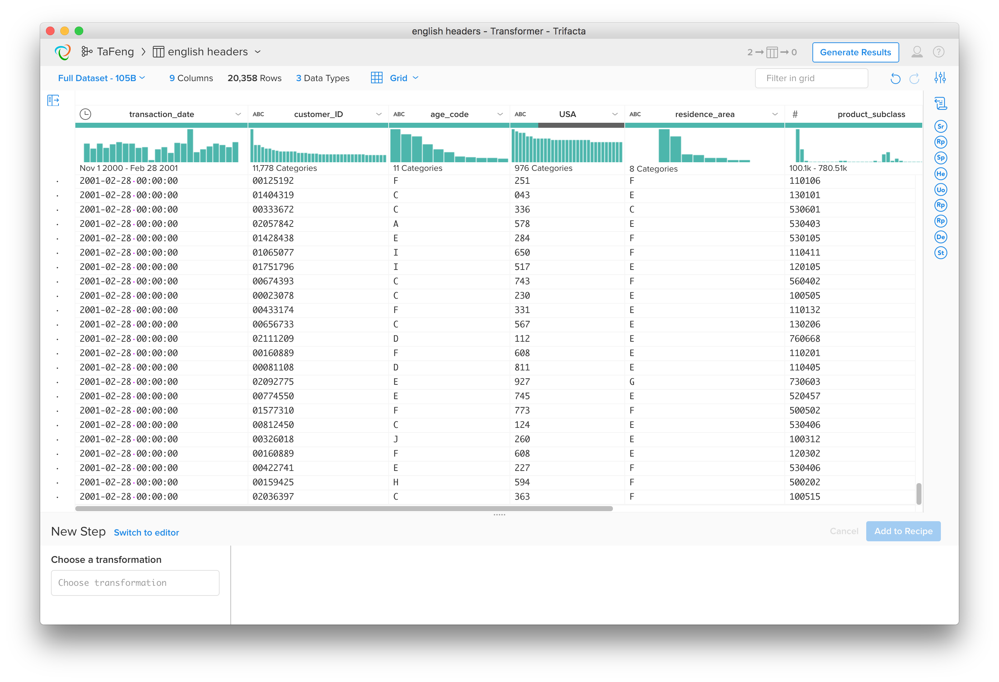 english headers - Transformer - Trifacta
TaFeng > english headers
2 → → 0
Generate Results
?
Full Dataset - 105B
9 Columns 20,358 Rows 3 Data Types
Grid
Filter in grid
transaction_date ABC customer_ID ABC age_code ABC USA ABC residence_area # product_subclass
Nov 1 2000 - Feb 28 2001 11,778 Categories 11 Categories 976 Categories 8 Categories 100.1k - 780.51k
2001-02-28·00:00:00 00125192 F 251 F 110106
2001-02-28·00:00:00 01404319 C 043 E 130101
2001-02-28·00:00:00 00333672 C 336 C 530601
2001-02-28·00:00:00 02057842 A 578 E 530403
2001-02-28·00:00:00 01428438 E 284 F 530105
2001-02-28·00:00:00 01065077 I 650 F 110411
2001-02-28·00:00:00 01751796 I 517 E 120105
2001-02-28·00:00:00 00674393 C 743 F 560402
2001-02-28·00:00:00 00023078 C 230 E 100505
2001-02-28·00:00:00 00433174 F 331 E 110132
2001-02-28·00:00:00 00656733 C 567 E 130206
2001-02-28·00:00:00 02111209 D 112 E 760668
2001-02-28·00:00:00 00160889 F 608 E 110201
2001-02-28·00:00:00 00081108 D 811 E 110405
2001-02-28·00:00:00 02092775 E 927 G 730603
2001-02-28·00:00:00 00774550 E 745 E 520457
2001-02-28·00:00:00 01577310 F 773 F 500502
2001-02-28·00:00:00 00812450 C 124 E 530406
2001-02-28·00:00:00 00326018 J 260 E 100312
2001-02-28·00:00:00 00160889 F 608 E 120302
2001-02-28·00:00:00 00422741 E 227 F 530406
2001-02-28·00:00:00 00159425 H 594 F 500202
2001-02-28·00:00:00 02036397 C 363 F 100515
Sr
Rp
Sp
He
Uo
Rp
Rp
De
St
New Step Switch to editor
Cancel Add to Recipe
Choose a transformation
Choose transformation